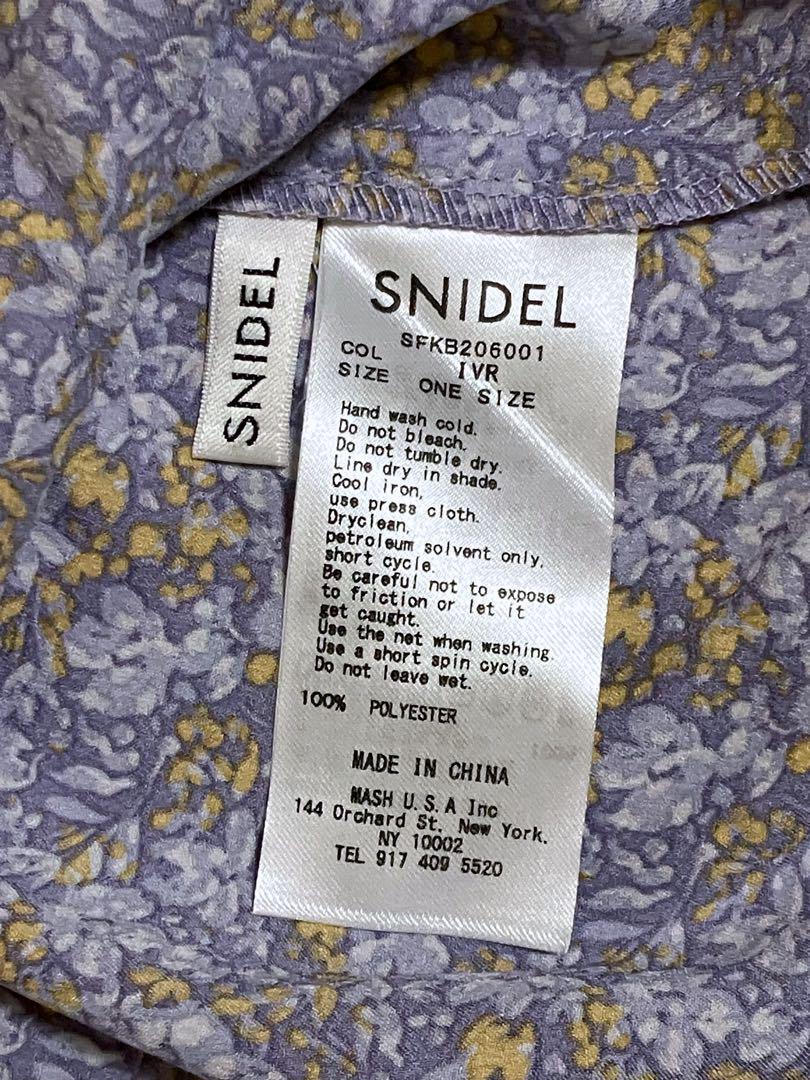 SNIDEL
SNIDEL
SFKB206001
COL IVR
SIZE ONE SIZE
Hand wash cold.
Do not bleach.
Do not tumble dry.
Line dry in shade.
Cool iron,
use press cloth.
Dryclean,
petroleum solvent only,
short cycle.
Be careful not to expose
to friction or let it
get caught.
Use the net when washing.
Use a short spin cycle.
Do not leave wet.
100% POLYESTER
MADE IN CHINA
MASH U.S.A Inc
144 Orchard St. New York.
NY 10002
TEL 917 409 5520